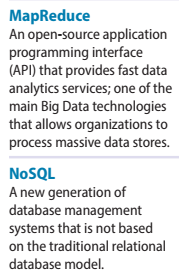 MapReduce
An open-source application
programming interface
(API) that provides fast data
analytics services; one of the
main Big Data technologies
that allows organizations to
process massive data stores.
NoSQL
A new generation of
database management
systems that is not based
on the traditional relational
database model.